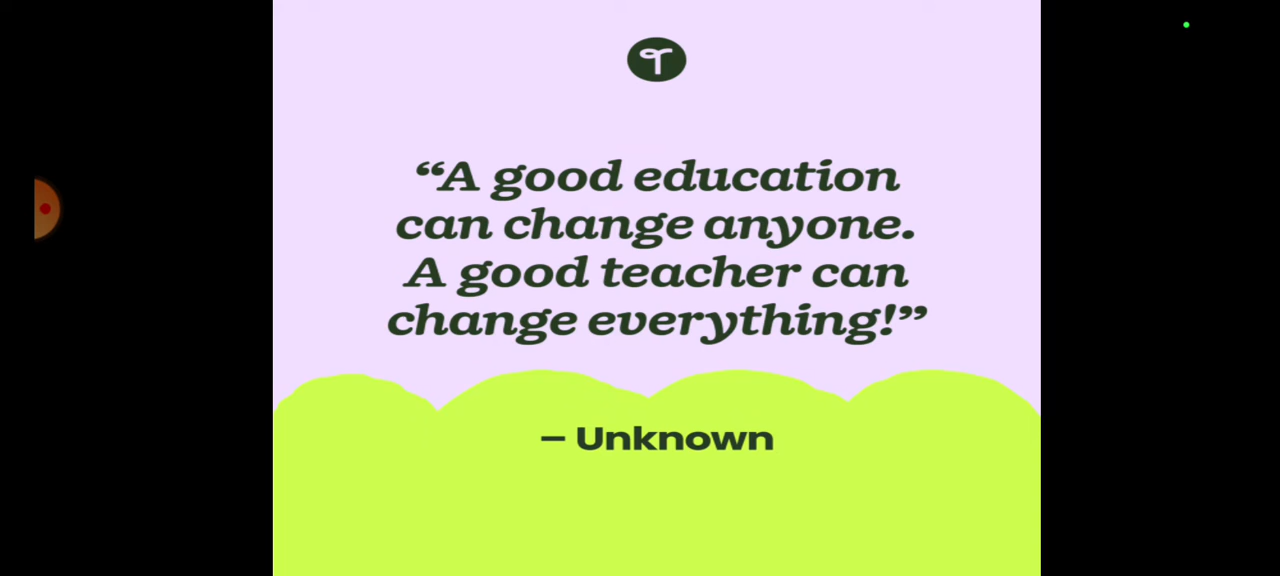 “A good education
can change anyone.
A good teacher can
change everything!”
– Unknown